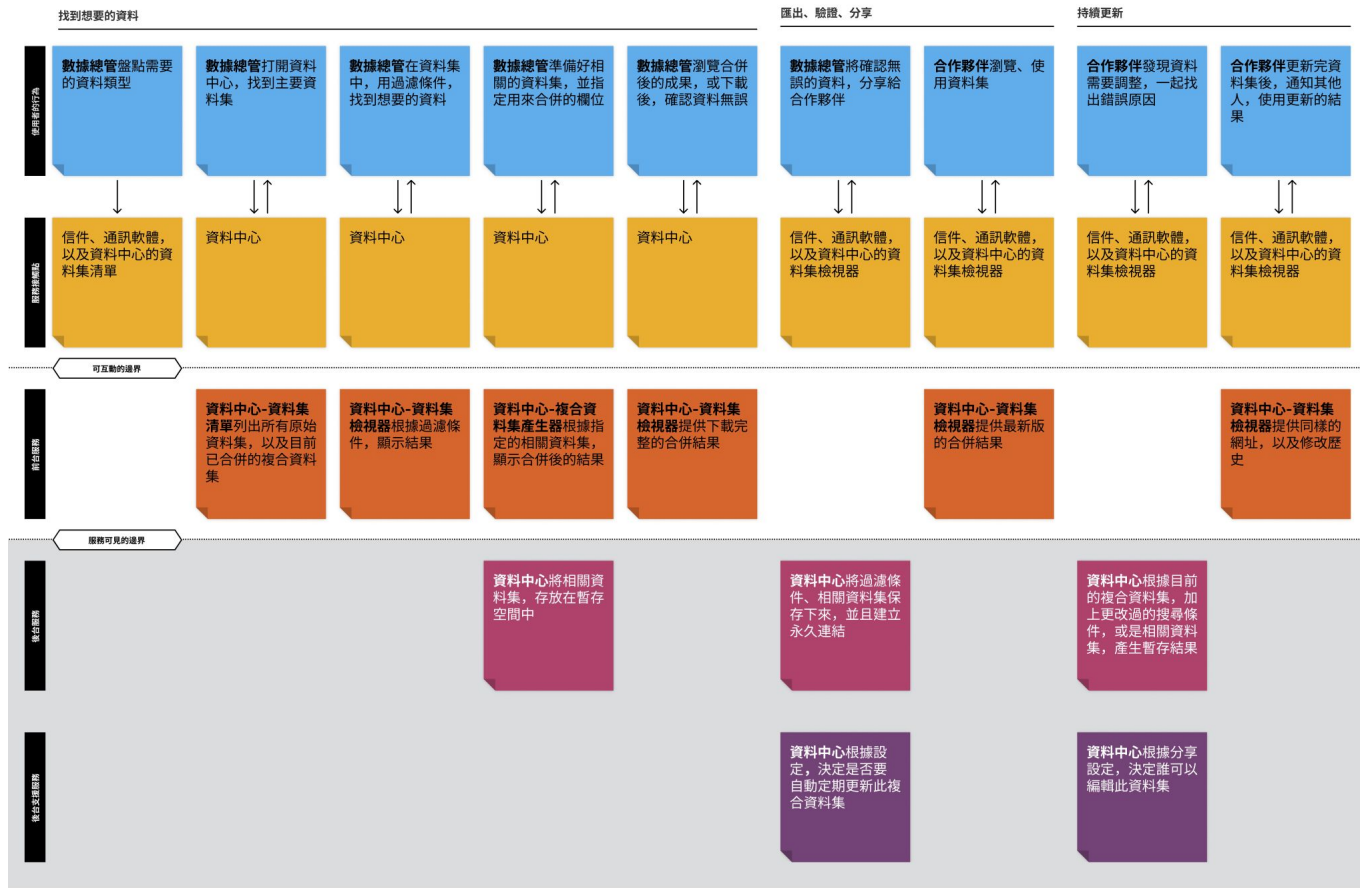 找到想要的資料
匯出、驗證、分享
持續更新
使用者的行為
數據總管盤點需要
的資料類型
數據總管打開資料
中心，找到主要資
料集
數據總管在資料集
中，用過濾條件，
找到想要的資料
數據總管準備好相
關的資料集，並指
定用來合併的欄位
數據總管瀏覽合併
後的成果，或下載
後，確認資料無誤
數據總管將確認無
誤的資料，分享給
合作夥伴
合作夥伴瀏覽、使
用資料集
合作夥伴發現資料
需要調整，一起找
出錯誤原因
合作夥伴更新完資
料集後，通知其他
人，使用更新的結
果
服務接觸點
信件、通訊軟體，
以及資料中心的資
料集清單
資料中心
資料中心
資料中心
資料中心
信件、通訊軟體，
以及資料中心的資
料集檢視器
信件、通訊軟體，
以及資料中心的資
料集檢視器
信件、通訊軟體，
以及資料中心的資
料集檢視器
信件、通訊軟體，
以及資料中心的資
料集檢視器
可互動的邊界
前台服務
資料中心-資料集
清單列出所有原始
資料集，以及目前
已合併的複合資料
集
資料中心-資料集
檢視器根據過濾條
件，顯示結果
資料中心-複合資
料集產生器根據指
定的相關資料集，
顯示合併後的結果
資料中心-資料集
檢視器提供下載完
整的合併結果
資料中心-資料集
檢視器提供最新版
的合併結果
資料中心-資料集
檢視器提供同樣的
網址，以及修改歷
史
服務可見的邊界
後台服務
資料中心將相關資
料集，存放在暫存
空間中
資料中心將過濾條
件、相關資料集保
存下來，並且建立
永久連結
資料中心根據目前
的複合資料集，加
上更改過的搜尋條
件，或是相關資料
集，產生暫存結果
後台支援服務
資料中心根據設
定，決定是否要
自動定期更新此複
合資料集
資料中心根據分享
設定，決定誰可以
編輯此資料集